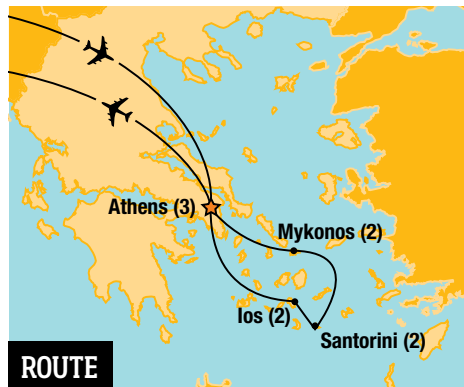 Athens (3)
Mykonos (2)
Ios (2)
Santorini (2)
ROUTE